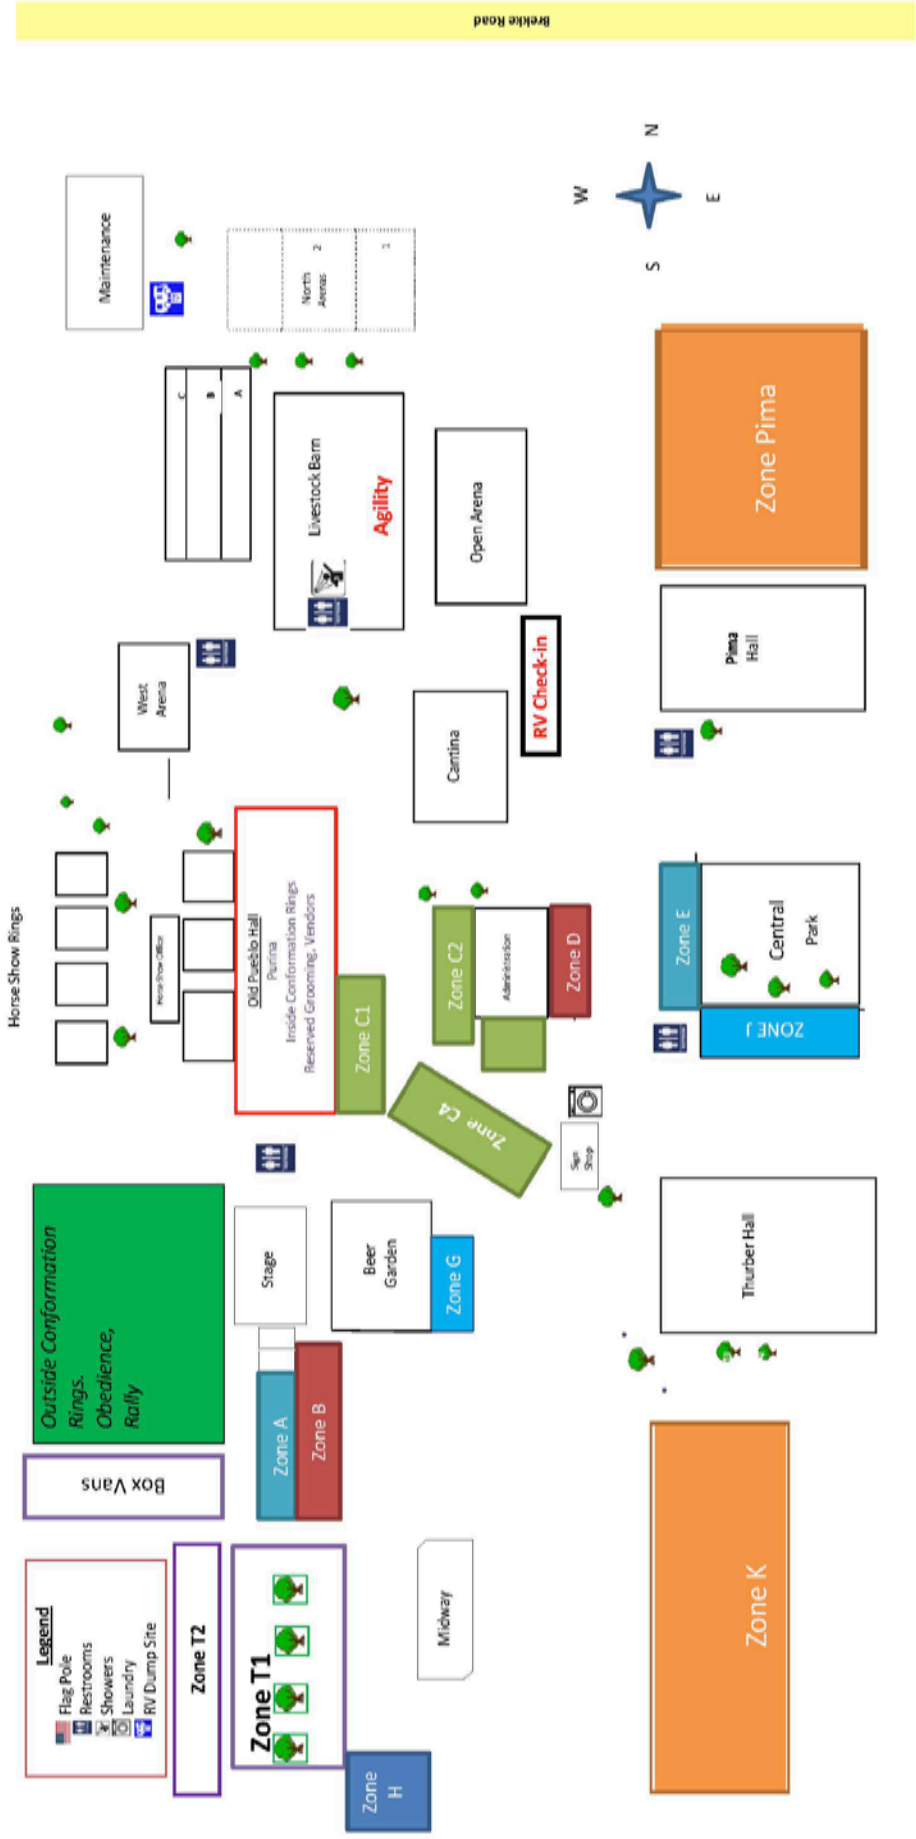 Brekke Road
Maintenance
North
Arenas
2
1
N
W
E
S
C
B
A
Livestock Barn
Agility
Open Arena
Zone Pima
West
Arena
RV Check-in
Cantina
Pima
Hall
Horse Show Rings
Horse Show Office
Old Pueblo Hall
Purina
Inside Conformation Rings
Reserved Grooming, Vendors
Zone C1
Zone C2
Administration
Zone D
Zone E
Central
Park
ZONE J
Zone C4
Sign
Shop
Outside Conformation
Rings.
Obedience,
Rally
Stage
Beer
Garden
Zone G
Thurber Hall
Box Vans
Zone A
Zone B
Legend
Flag Pole
Restrooms
Showers
Laundry
RV Dump Site
Zone T2
Zone T1
Midway
Zone
H
Zone K